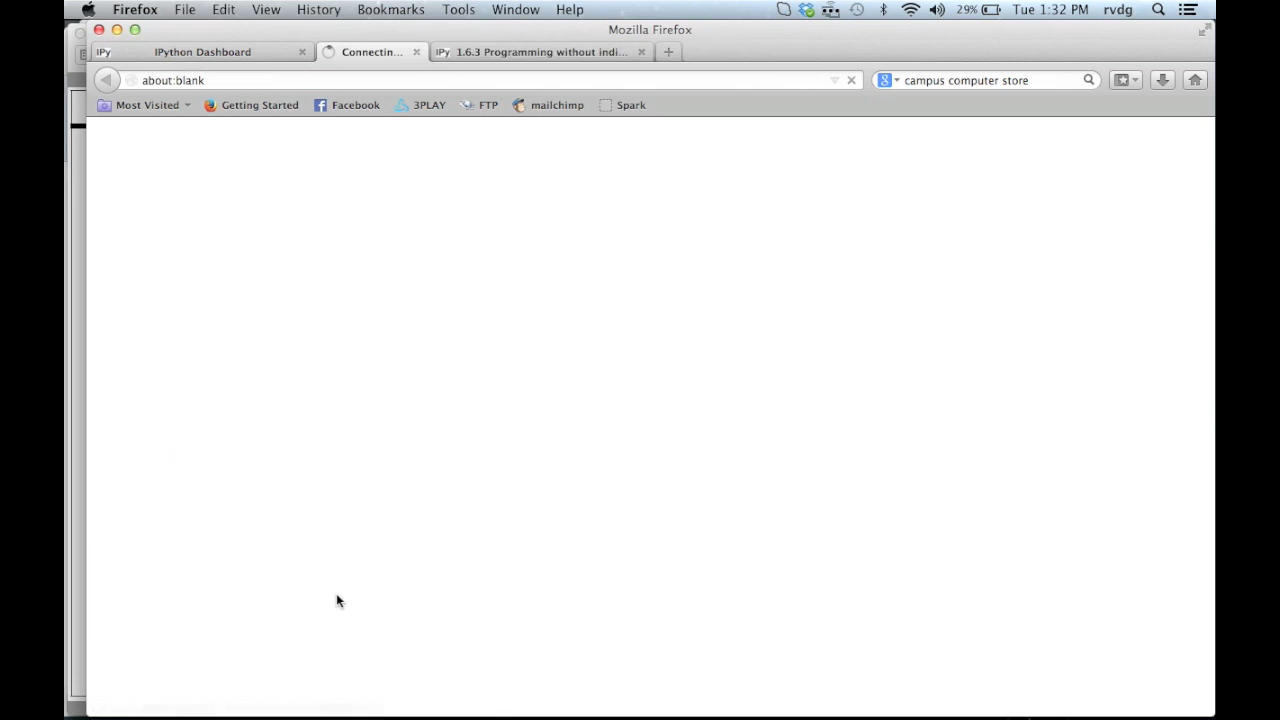 Firefox File Edit View History Bookmarks Tools Window Help 29% Tue 1:32 PM rvdg
Mozilla Firefox
IPy IPython Dashboard Connectin... IPy 1.6.3 Programming without indi...
about:blank campus computer store
Most Visited Getting Started Facebook 3PLAY FTP mailchimp Spark